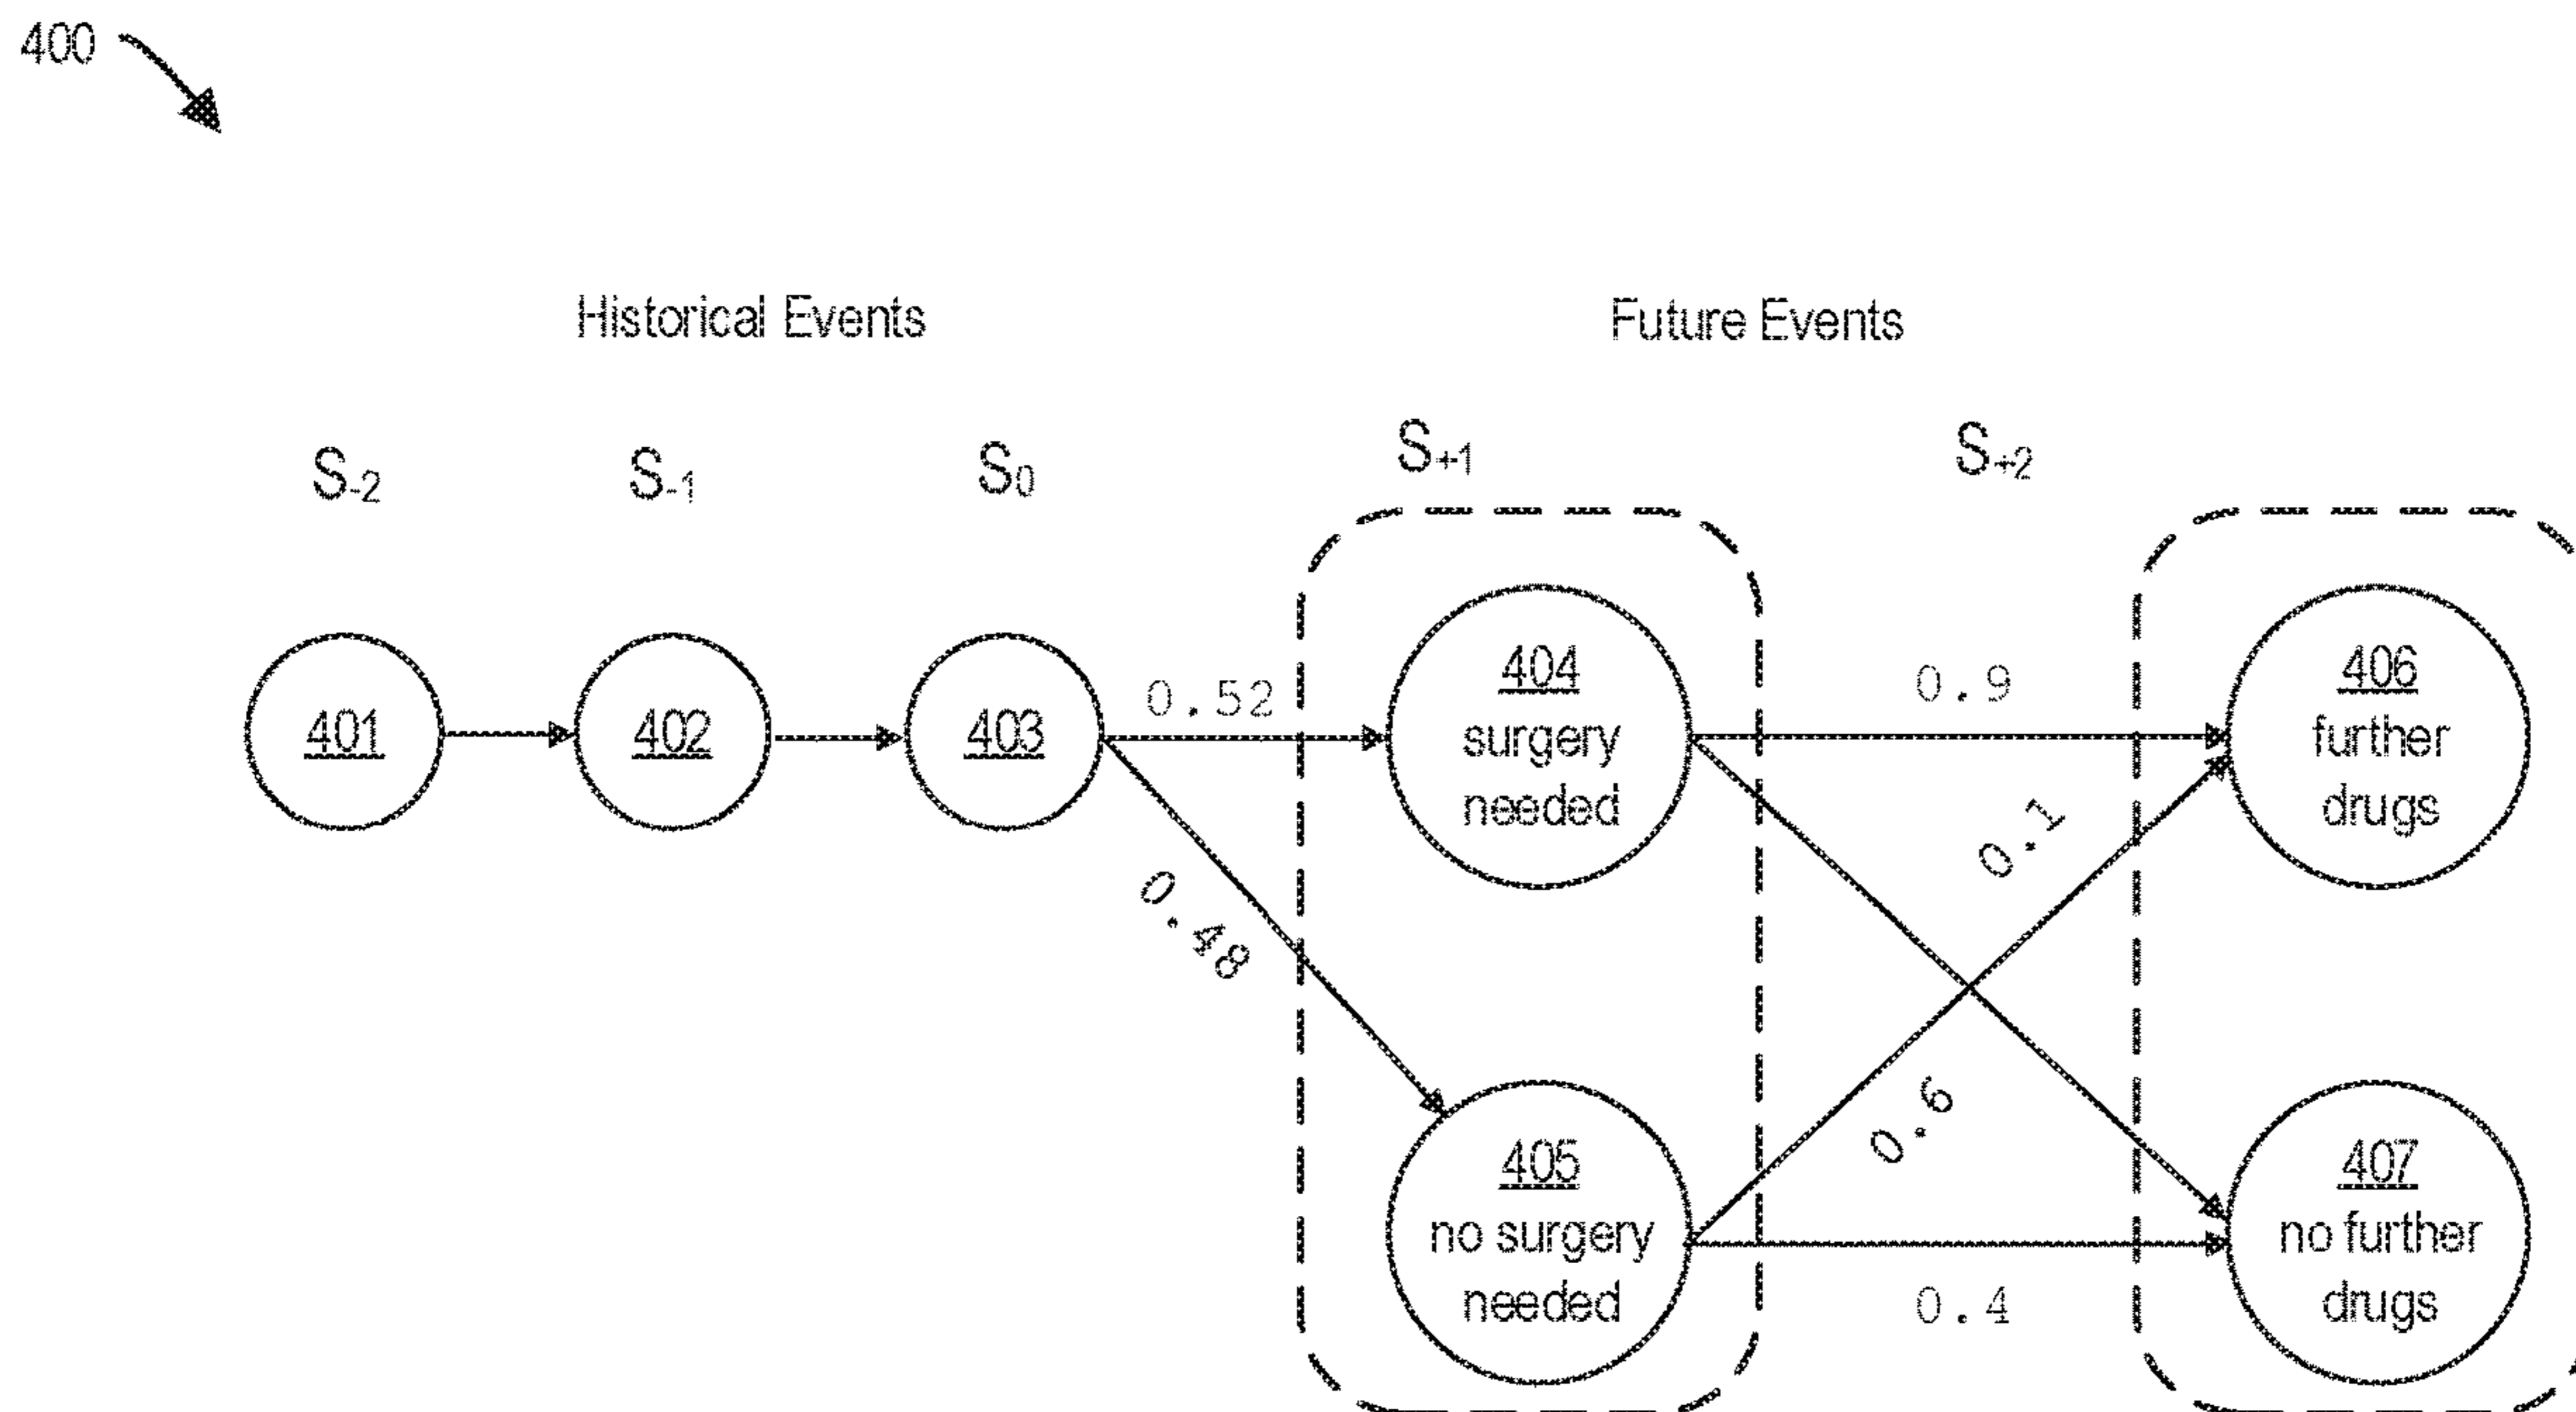 400
Historical Events
Future Events
S-2
S-1
S0
S+1
S+2
401
402
403
0.52
0.48
404
surgery
needed
405
no surgery
needed
0.9
0.1
0.6
0.4
406
further
drugs
407
no further
drugs